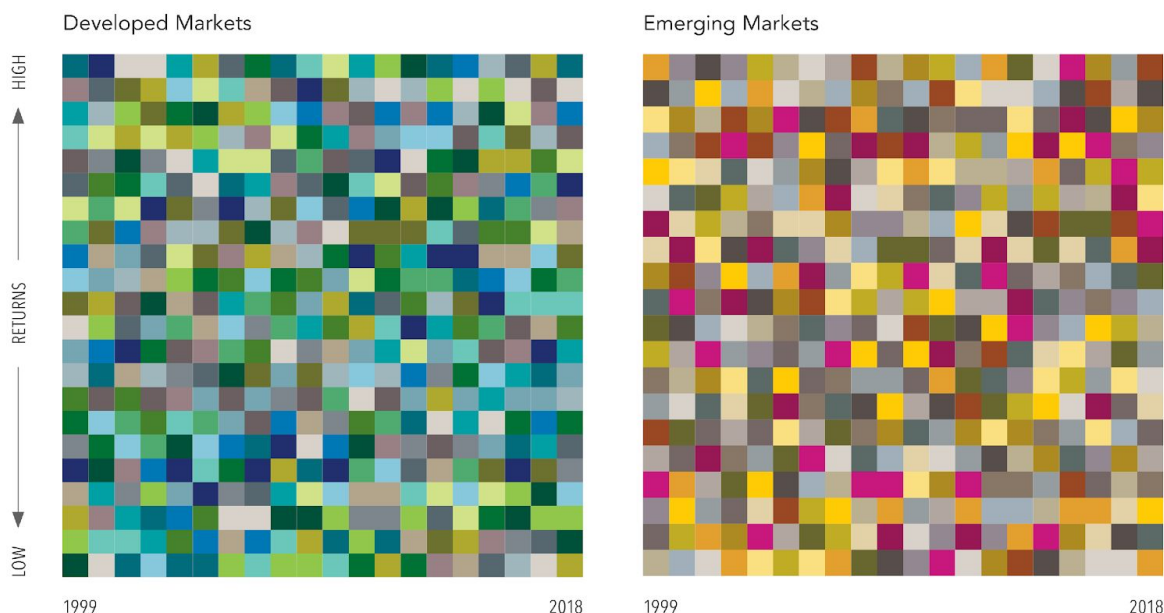 Developed Markets
Emerging Markets
HIGH
RETURNS
LOW
1999
2018
1999
2018